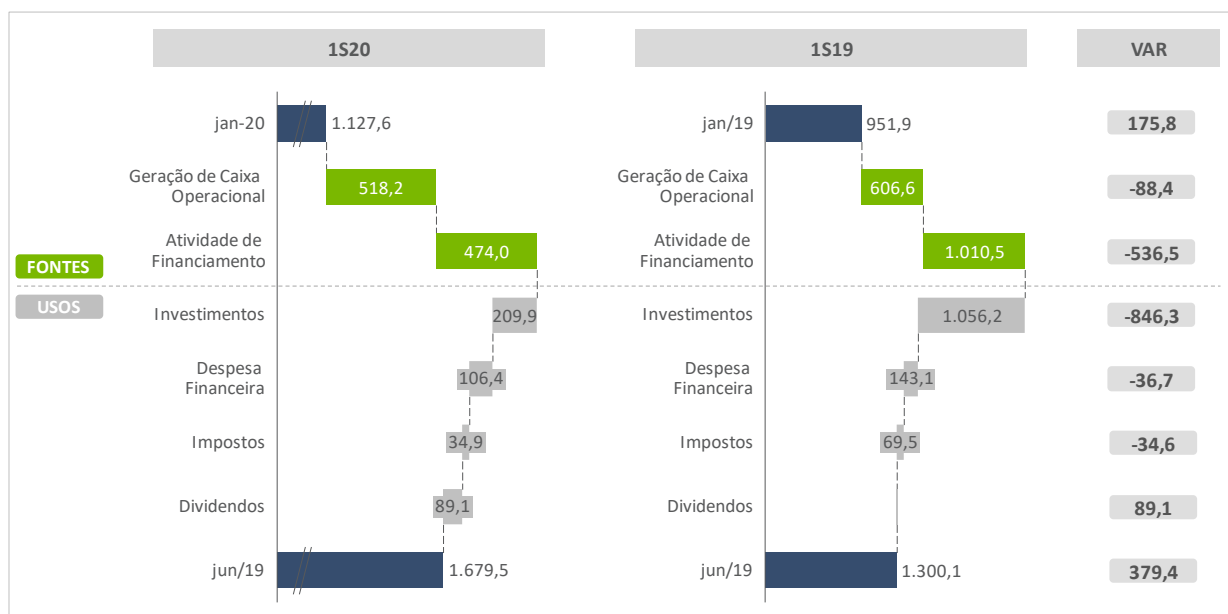 1S20 1S19 VAR
jan-20 1.127,6 jan/19 951,9 175,8
Geração de Caixa
Operacional 518,2 Geração de Caixa
Operacional 606,6 -88,4
Atividade de
Financiamento 474,0 Atividade de
Financiamento 1.010,5 -536,5
FONTES
USOS
Investimentos 209,9 Investimentos 1.056,2 -846,3
Despesa
Financeira 106,4 Despesa
Financeira 143,1 -36,7
Impostos 34,9 Impostos 69,5 -34,6
Dividendos 89,1 Dividendos 89,1
jun/19 1.679,5 jun/19 1.300,1 379,4